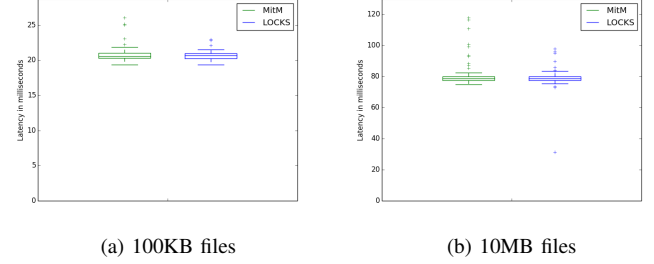 MitM
LOCKS
25
20
15
10
5
0
Latency in milliseconds
(a) 100KB files
MitM
LOCKS
120
100
80
60
40
20
0
Latency in milliseconds
(b) 10MB files